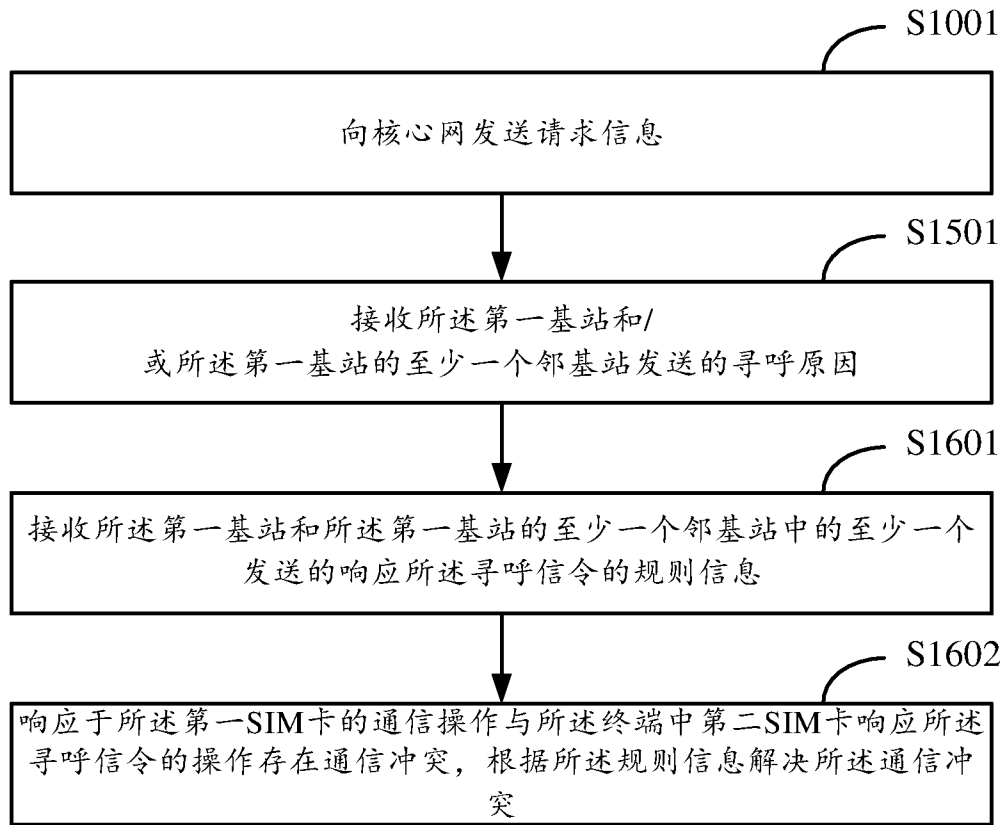 S1001
向核心网发送请求信息
S1501
接收所述第一基站和/
或所述第一基站的至少一个邻基站发送的寻呼原因
S1601
接收所述第一基站和所述第一基站的至少一个邻基站中的至少一个
发送的响应所述寻呼信令的规则信息
S1602
响应于所述第一SIM卡的通信操作与所述终端中第二SIM卡响应所述
寻呼信令的操作存在通信冲突，根据所述规则信息解决所述通信冲
突